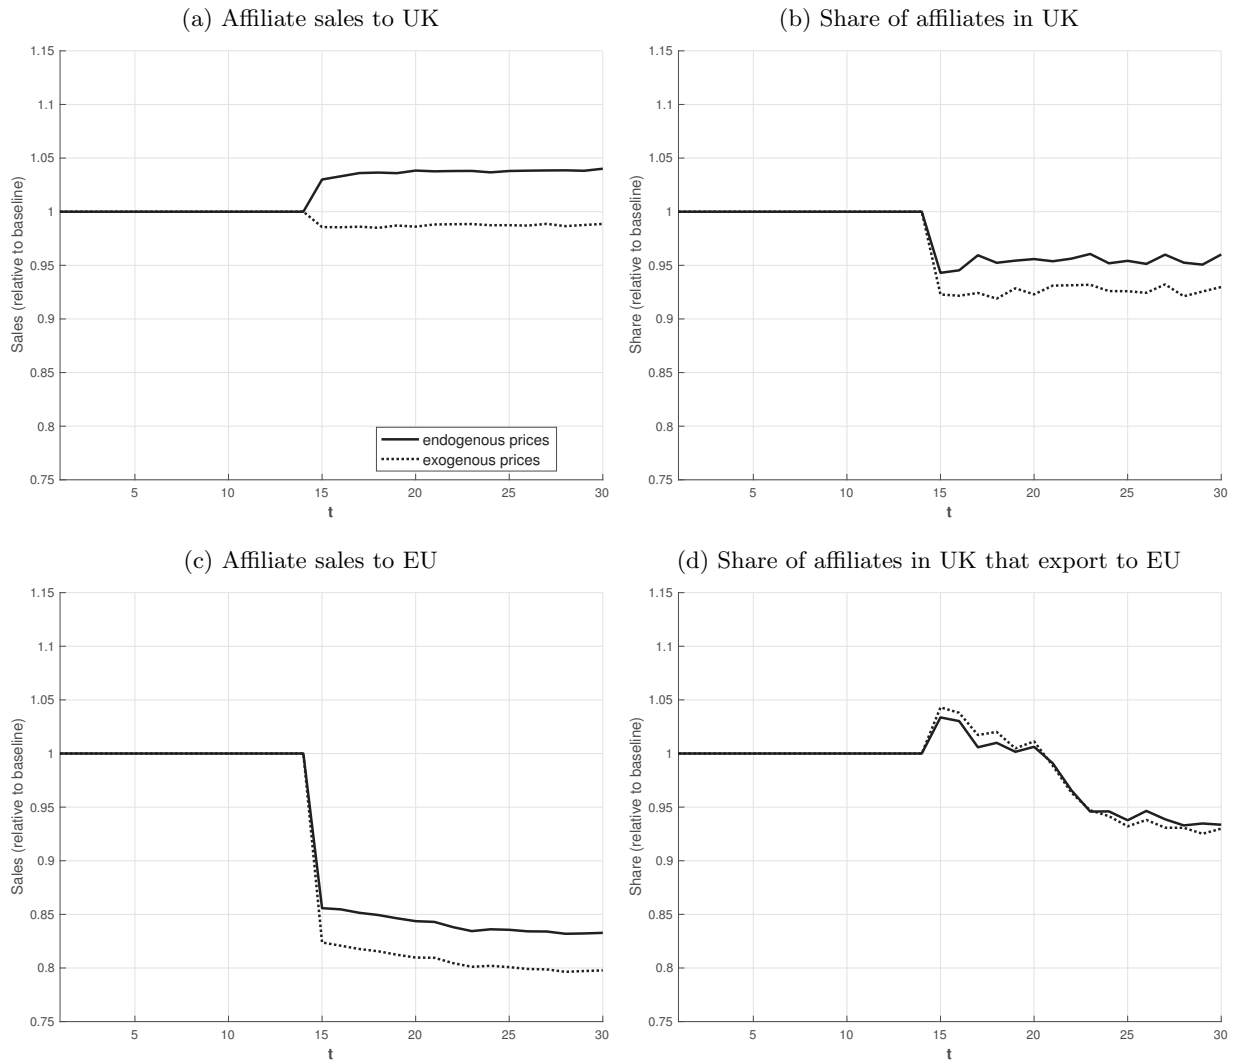 (a) Affiliate sales to UK
1.15
1.1
1.05
1
0.95
0.9
0.85
0.8
0.75
Sales (relative to baseline)
endogenous prices
exogenous prices
5 10 15 20 25 30
t
(b) Share of affiliates in UK
1.15
1.1
1.05
1
0.95
0.9
0.85
0.8
0.75
Share (relative to baseline)
5 10 15 20 25 30
t
(c) Affiliate sales to EU
1.15
1.1
1.05
1
0.95
0.9
0.85
0.8
0.75
Sales (relative to baseline)
5 10 15 20 25 30
t
(d) Share of affiliates in UK that export to EU
1.15
1.1
1.05
1
0.95
0.9
0.85
0.8
0.75
Share (relative to baseline)
5 10 15 20 25 30
t